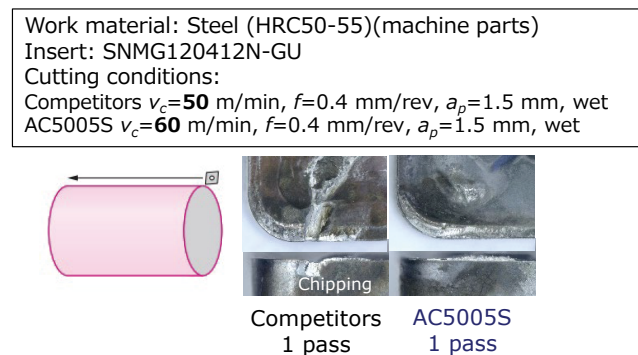 Work material: Steel (HRC50-55)(machine parts)
Insert: SNMG120412N-GU
Cutting conditions:
Competitors vc=50 m/min, f=0.4 mm/rev, ap=1.5 mm, wet
AC5005S vc=60 m/min, f=0.4 mm/rev, ap=1.5 mm, wet
Chipping
Competitors
1 pass
AC5005S
1 pass